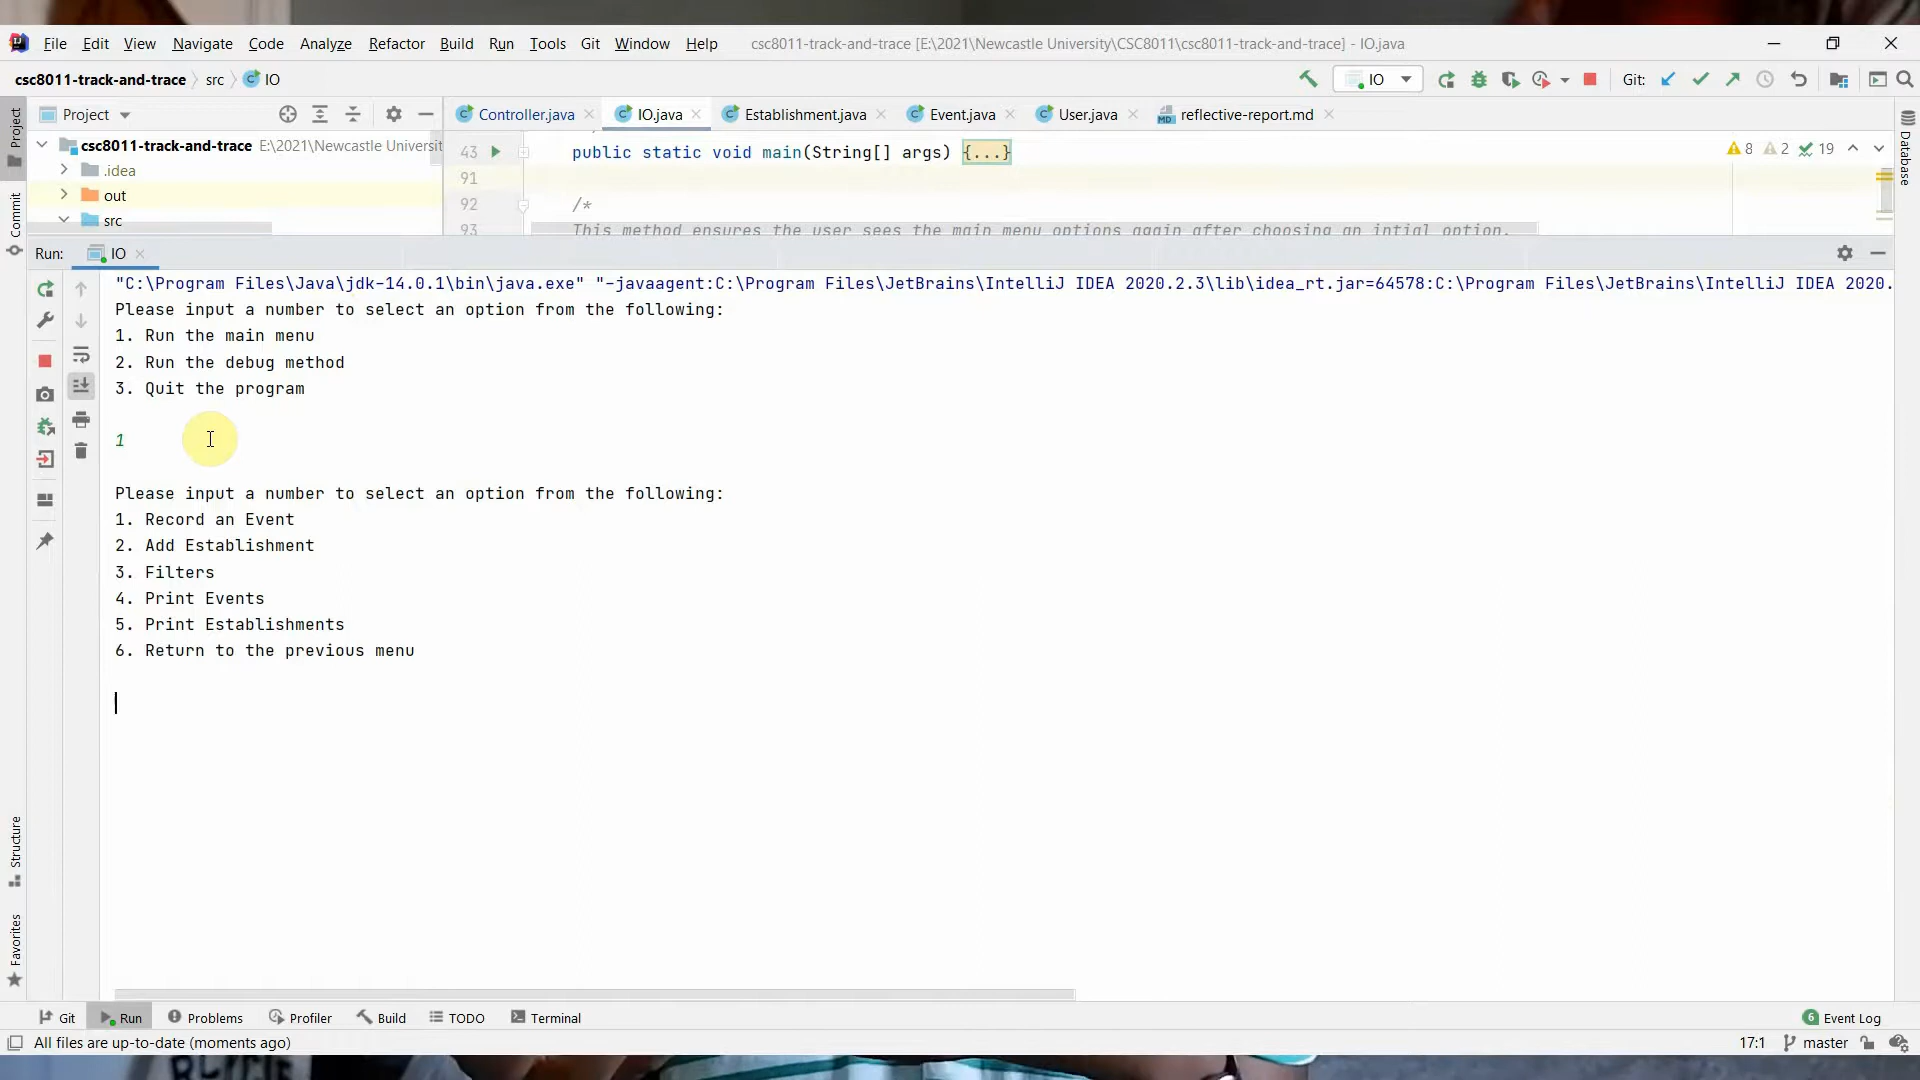 File Edit View Navigate Code Analyze Refactor Build Run Tools Git Window Help csc8011-track-and-trace [E:\2021\Newcastle University\CSC8011\csc8011-track-and-trace] - IO.java
csc8011-track-and-trace src IO IO Git:
Project Controller.java IO.java Establishment.java Event.java User.java reflective-report.md
csc8011-track-and-trace E:\2021\Newcastle Universit
.idea
out
src
43 public static void main(String[] args) {...} 8 2 19
91
92 /*
93 This method ensures the user sees the main menu options again after choosing an intial option.
Project
Commit
Structure
Favorites
Database
Run: IO
"C:\Program Files\Java\jdk-14.0.1\bin\java.exe" "-javaagent:C:\Program Files\JetBrains\IntelliJ IDEA 2020.2.3\lib\idea_rt.jar=64578:C:\Program Files\JetBrains\IntelliJ IDEA 2020.
Please input a number to select an option from the following:
1. Run the main menu
2. Run the debug method
3. Quit the program
1
Please input a number to select an option from the following:
1. Record an Event
2. Add Establishment
3. Filters
4. Print Events
5. Print Establishments
6. Return to the previous menu
Git Run Problems Profiler Build TODO Terminal 6 Event Log
All files are up-to-date (moments ago) 17:1 master